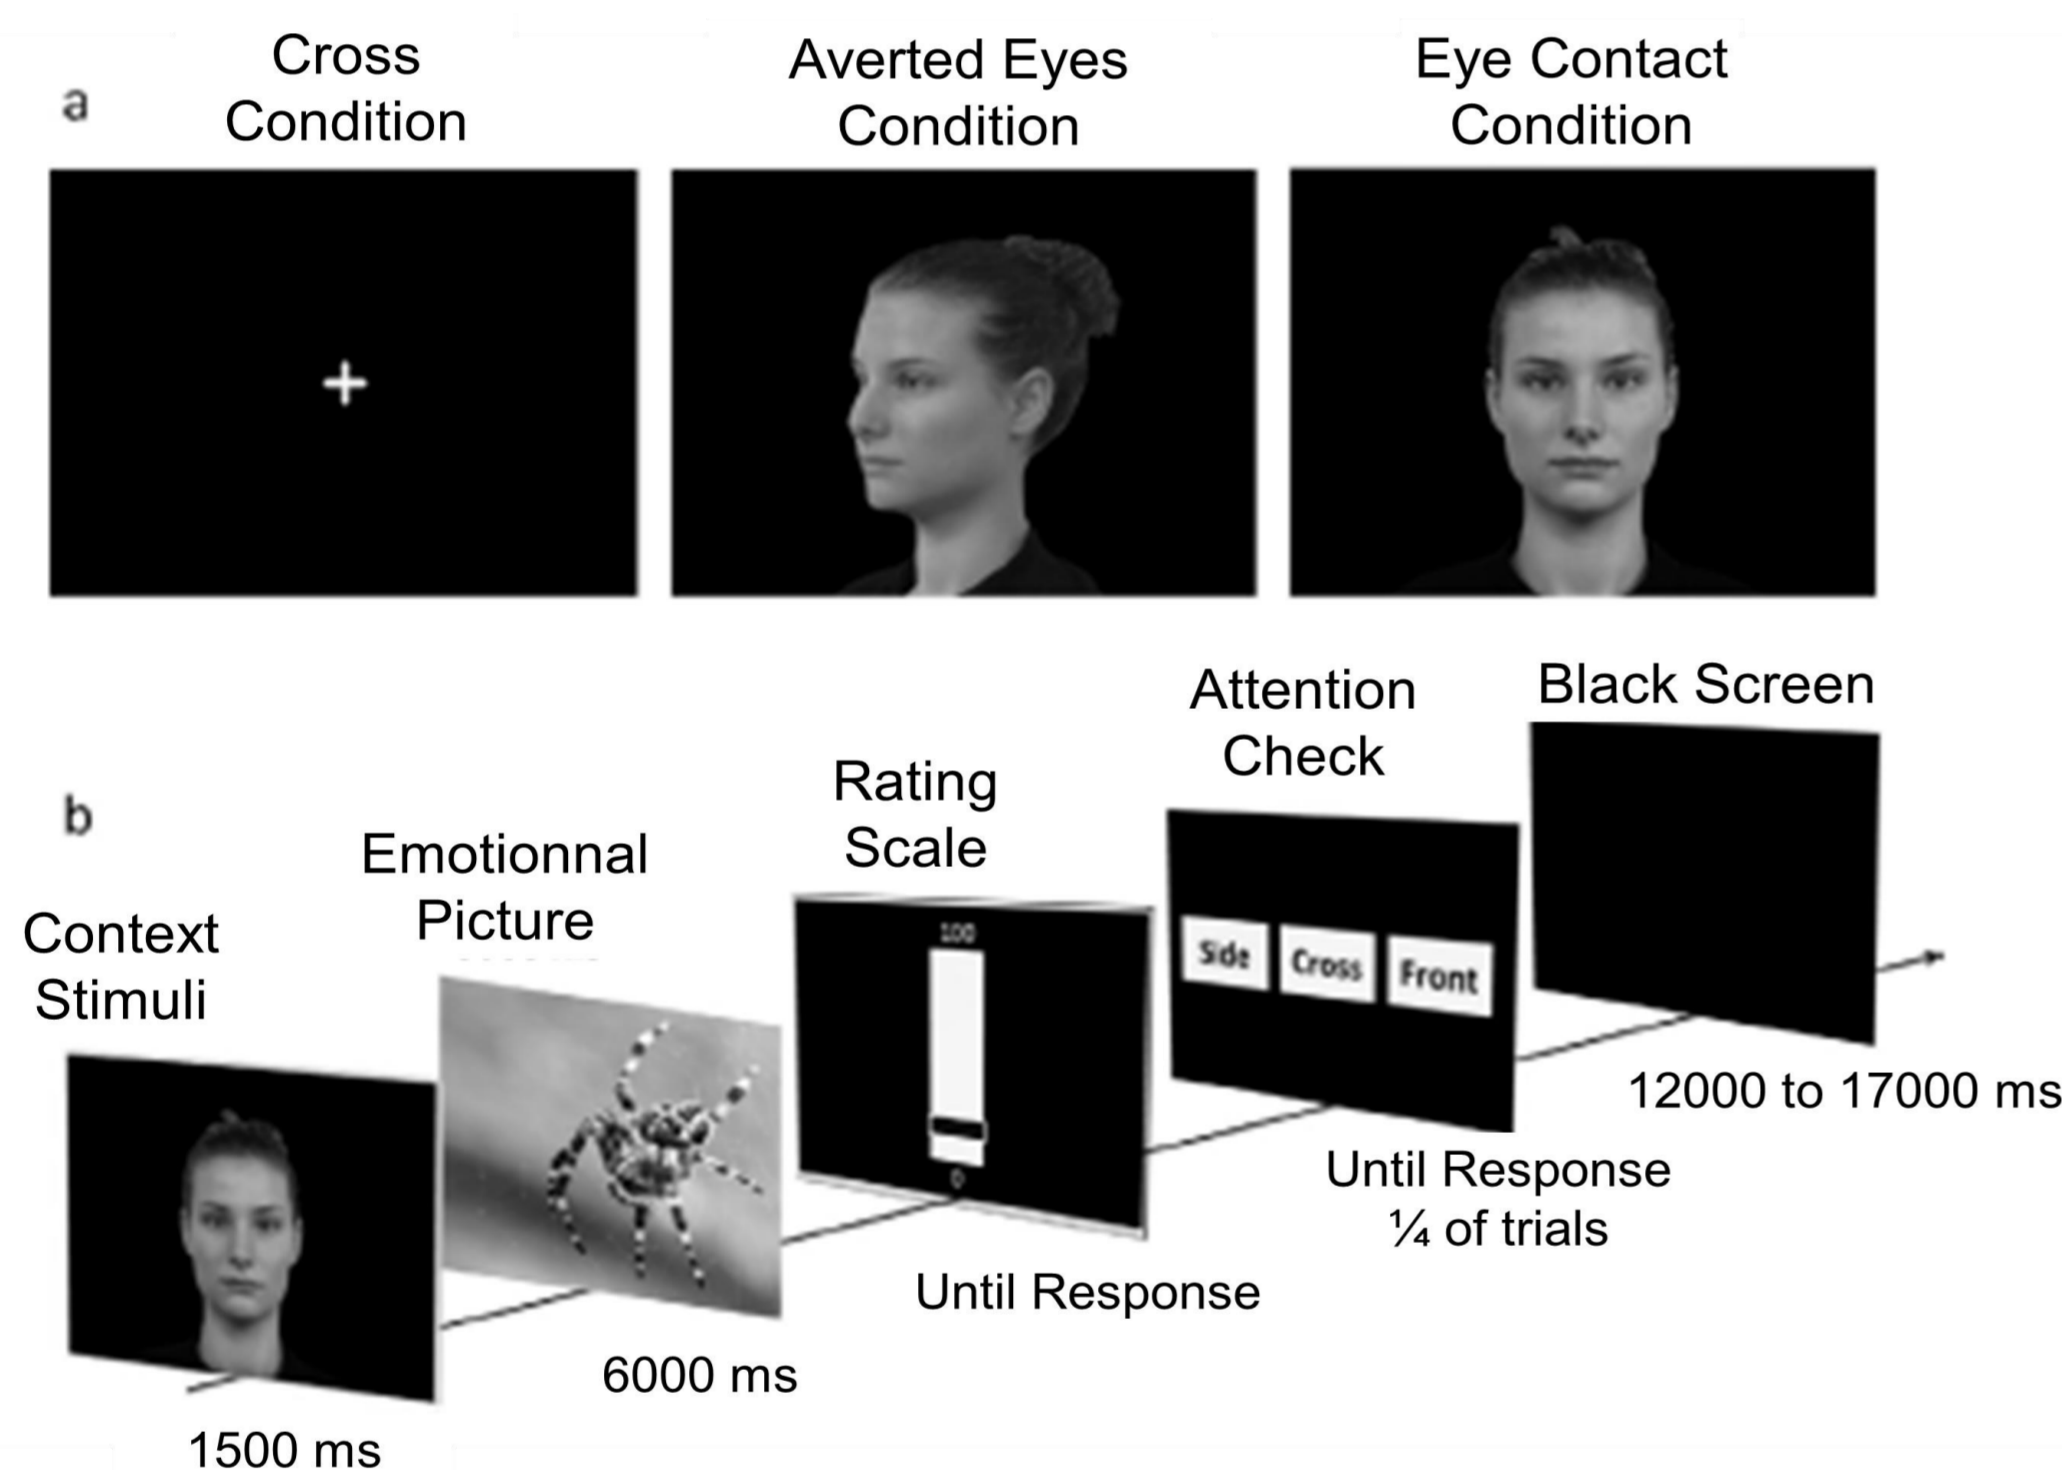 a
Cross
Condition
Averted Eyes
Condition
Eye Contact
Condition
b
Context
Stimuli
1500 ms
Emotionnal
Picture
6000 ms
Rating
Scale
100
0
Until Response
Attention
Check
Side
Cross
Front
Until Response
¼ of trials
Black Screen
12000 to 17000 ms